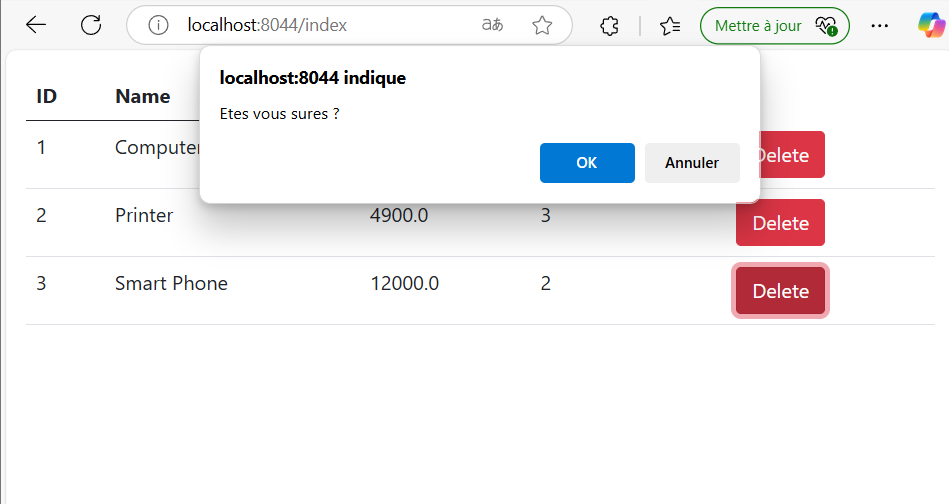 localhost:8044/index
Mettre à jour
localhost:8044 indique
Etes vous sures ?
OK Annuler
ID Name
1 Computer Delete
2 Printer 4900.0 3 Delete
3 Smart Phone 12000.0 2 Delete